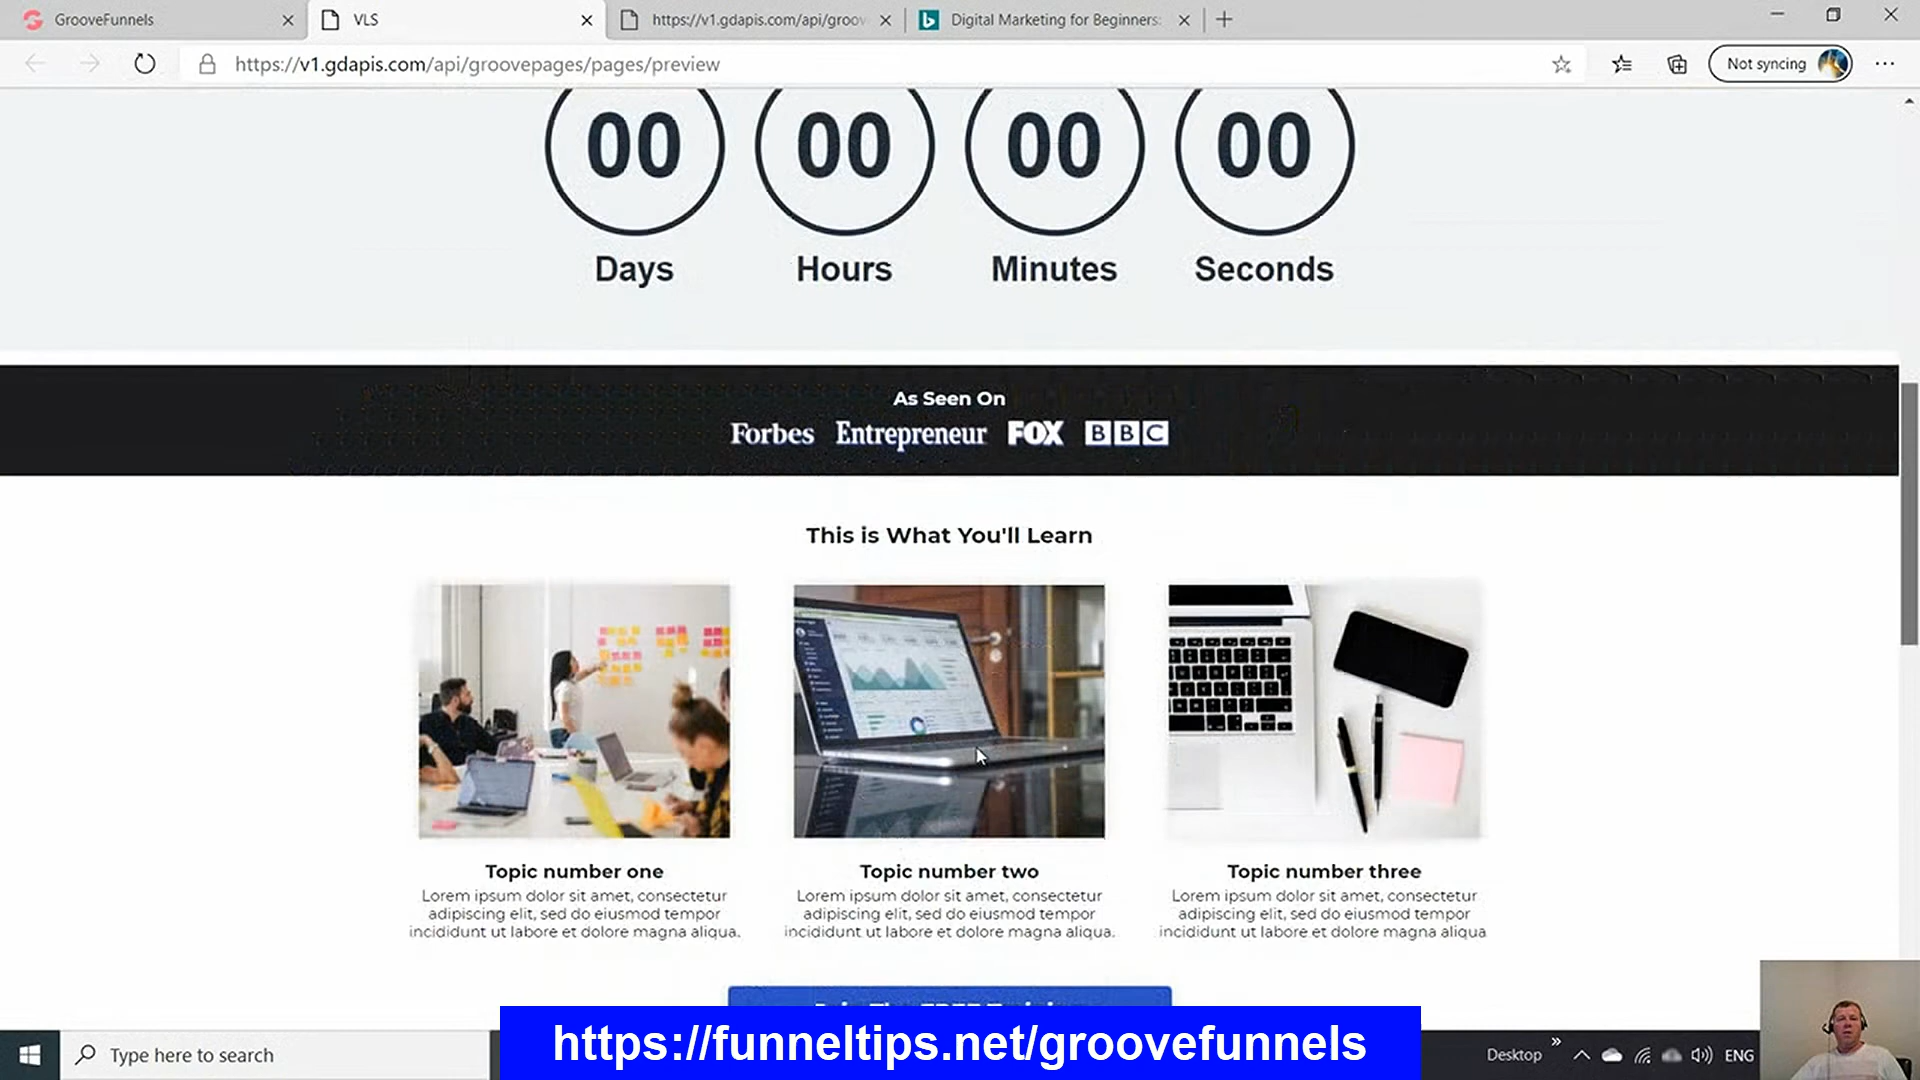 GrooveFunnels
VLS
https://v1.gdapis.com/api/groov
Digital Marketing for Beginners:
https://v1.gdapis.com/api/groovepages/pages/preview
Not syncing
00 00 00 00
Days Hours Minutes Seconds
As Seen On
Forbes Entrepreneur FOX BBC
This is What You'll Learn
Topic number one
Lorem ipsum dolor sit amet, consectetur
adipiscing elit, sed do eiusmod tempor
incididunt ut labore et dolore magna aliqua.
Topic number two
Lorem ipsum dolor sit amet, consectetur
adipiscing elit, sed do eiusmod tempor
incididunt ut labore et dolore magna aliqua.
Topic number three
Lorem ipsum dolor sit amet, consectetur
adipiscing elit, sed do eiusmod tempor
incididunt ut labore et dolore magna aliqua
https://funneltips.net/groovefunnels
Type here to search
Desktop
ENG